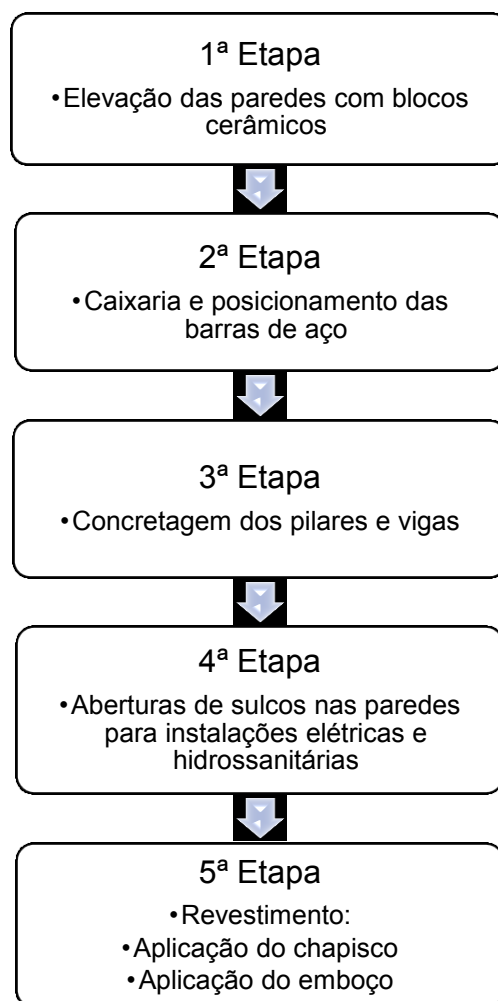 1ª Etapa
•Elevação das paredes com blocos
cerâmicos
2ª Etapa
•Caixaria e posicionamento das
barras de aço
3ª Etapa
•Concretagem dos pilares e vigas
4ª Etapa
•Aberturas de sulcos nas paredes
para instalações elétricas e
hidrossanitárias
5ª Etapa
•Revestimento:
•Aplicação do chapisco
•Aplicação do emboço